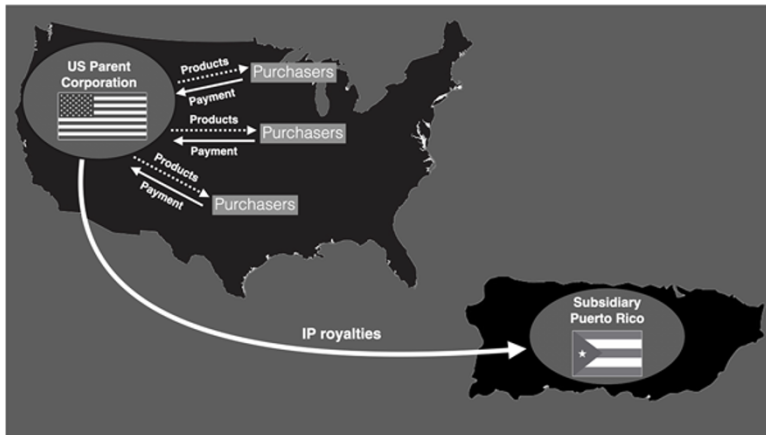 US Parent
Corporation
Products
Purchasers
Payment
Products
Purchasers
Payment
Products
Payment
Purchasers
IP royalties
Subsidiary
Puerto Rico